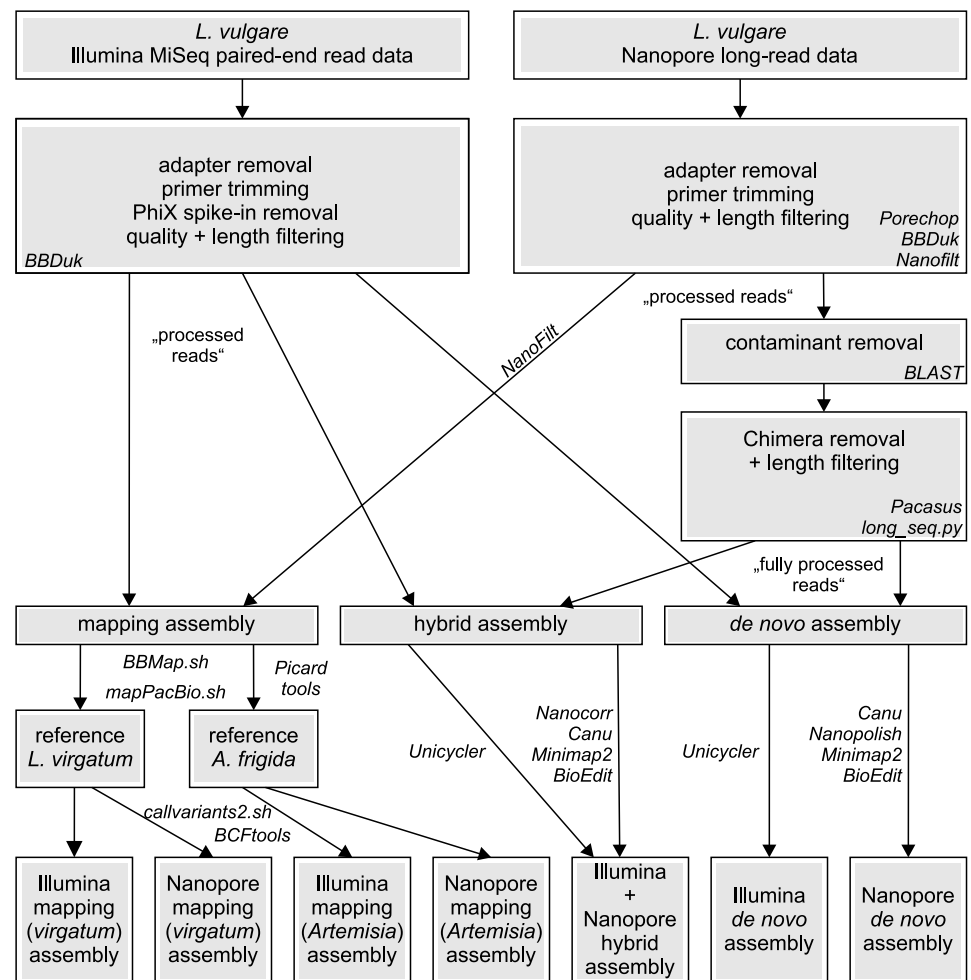 L. vulgare
Illumina MiSeq paired-end read data
L. vulgare
Nanopore long-read data
adapter removal
primer trimming
PhiX spike-in removal
quality + length filtering
BBDuk
adapter removal
primer trimming
quality + length filtering
Porechop
BBDuk
Nanofilt
„processed
reads“
NanoFilt
„processed reads“
contaminant removal
BLAST
Chimera removal
+ length filtering
Pacasus
long_seq.py
„fully processed
reads“
mapping assembly
hybrid assembly
de novo assembly
BBMap.sh
mapPacBio.sh
Picard
tools
reference
L. virgatum
reference
A. frigida
Unicycler
Nanocorr
Canu
Minimap2
BioEdit
Unicycler
Canu
Nanopolish
Minimap2
BioEdit
callvariants2.sh
BCFtools
Illumina
mapping
(virgatum)
assembly
Nanopore
mapping
(virgatum)
assembly
Illumina
mapping
(Artemisia)
assembly
Nanopore
mapping
(Artemisia)
assembly
Illumina
+
Nanopore
hybrid
assembly
Illumina
de novo
assembly
Nanopore
de novo
assembly